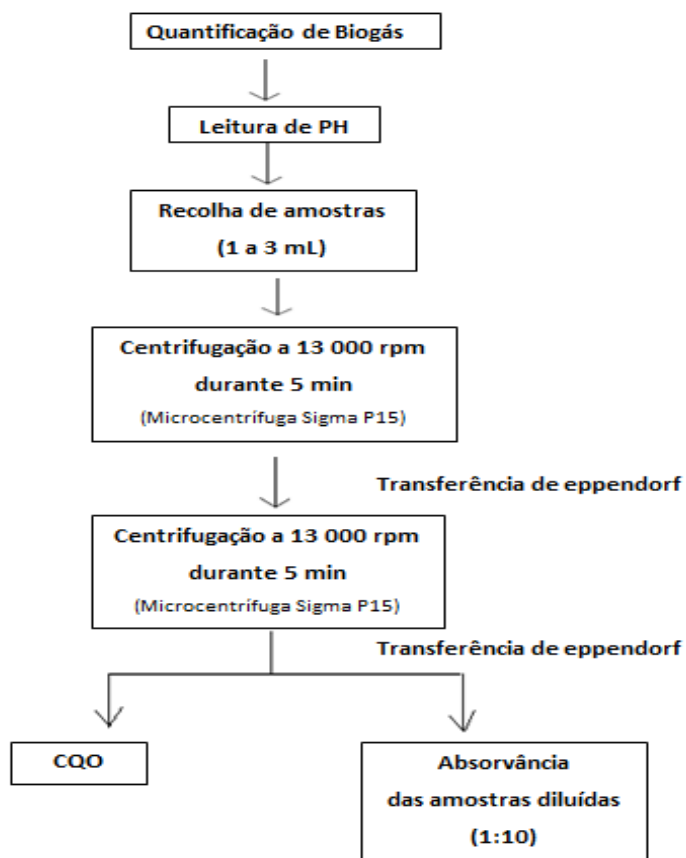 Quantificação de Biogás
Leitura de PH
Recolha de amostras
(1 a 3 mL)
Centrifugação a 13 000 rpm
durante 5 min
(Microcentrífuga Sigma P15)
Transferência de eppendorf
Centrifugação a 13 000 rpm
durante 5 min
(Microcentrífuga Sigma P15)
Transferência de eppendorf
CQO
Absorvância
das amostras diluídas
(1:10)